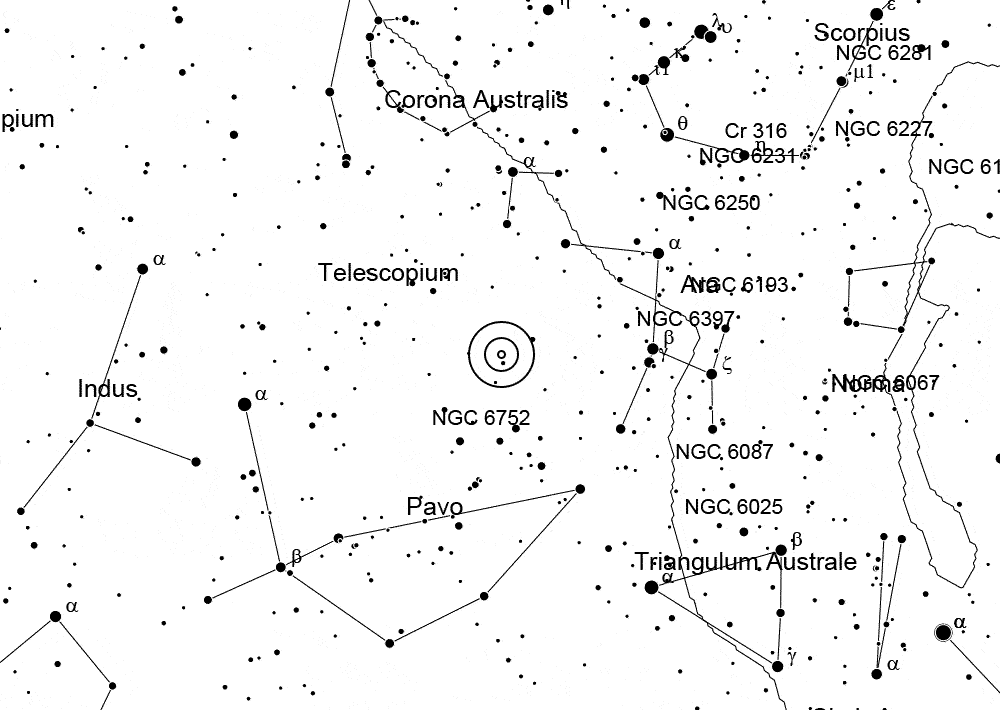 η
ε
λ
υ
Scorpius
κ
NGC 6281
ι1
μ1
Corona Australis
pium
θ
Cr 316
NGC 6227
η
NGC 6231
α
NGC 61
NGC 6250
α
α
Telescopium
Ara
NGC 6193
NGC 6397
β
γ
ζ
Indus
Norma
NGC 6067
α
NGC 6752
NGC 6087
Pavo
NGC 6025
β
β
Triangulum Australe
α
α
α
γ
α